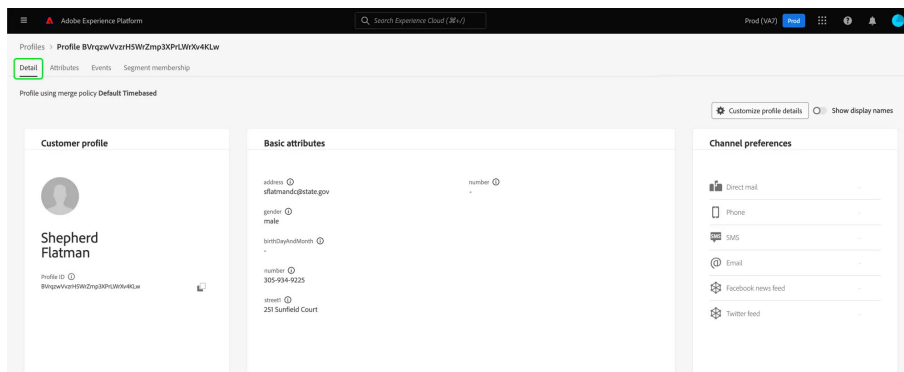 Adobe Experience Platform
Search Experience Cloud (⌘+/)
Prod (VA7)
Prod
Profiles > Profile BVrqzwVvzrH5WrZmp3XPrLWrXv4KLw
Detail
Attributes
Events
Segment membership
Profile using merge policy Default Timebased
Customize profile details
Show display names
Customer profile
Shepherd
Flatman
Profile ID
BVrqzwVvzrH5WrZmp3XPrLWrXv4KLw
Basic attributes
address
sflatmandc@state.gov
number
-
gender
male
birthDayAndMonth
-
number
305-934-9225
street1
251 Sunfield Court
Channel preferences
Direct mail -
Phone -
SMS SMS -
Email -
Facebook news feed -
Twitter feed -